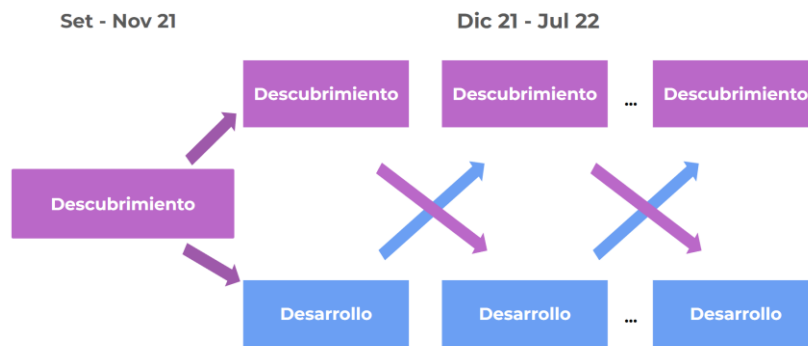 Set - Nov 21
Dic 21 - Jul 22
Descubrimiento
Descubrimiento
...
Descubrimiento
Descubrimiento
Desarrollo
Desarrollo
...
Desarrollo